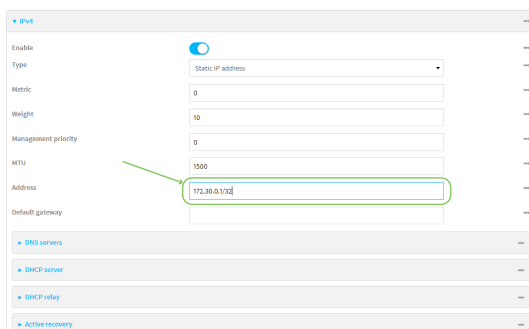 ▾ IPv4
Enable
Type Static IP address
Metric 0
Weight 10
Management priority 0
MTU 1500
Address 172.30.0.1/32
Default gateway
▸ DNS servers
▸ DHCP server
▸ DHCP relay
▸ Active recovery